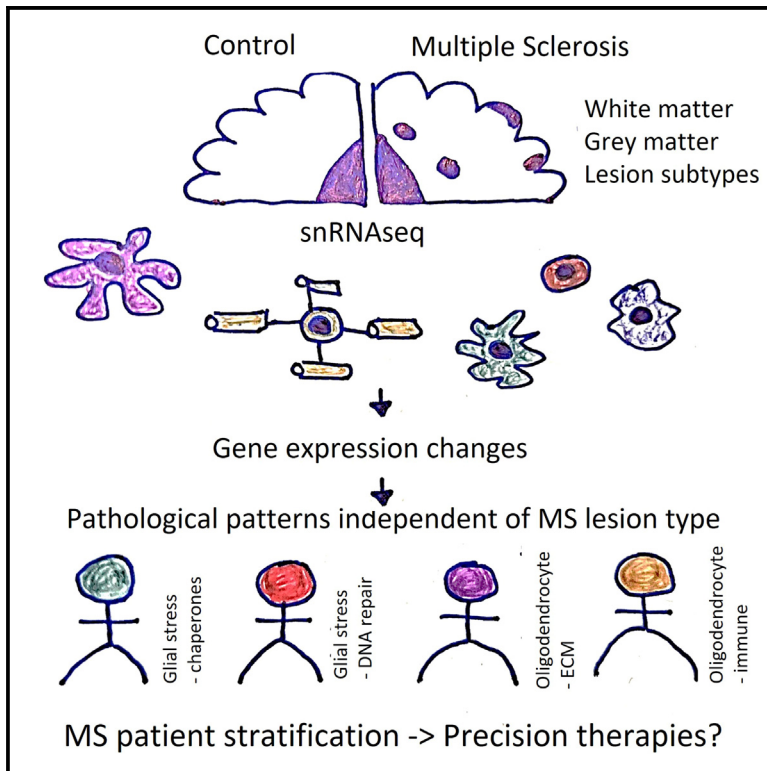 Control
Multiple Sclerosis
White matter
Grey matter
Lesion subtypes
snRNAseq
Gene expression changes
Pathological patterns independent of MS lesion type
Glial stress
- chaperones
Glial stress
- DNA repair
Oligodendrocyte
- ECM
Oligodendrocyte
- immune
MS patient stratification -> Precision therapies?